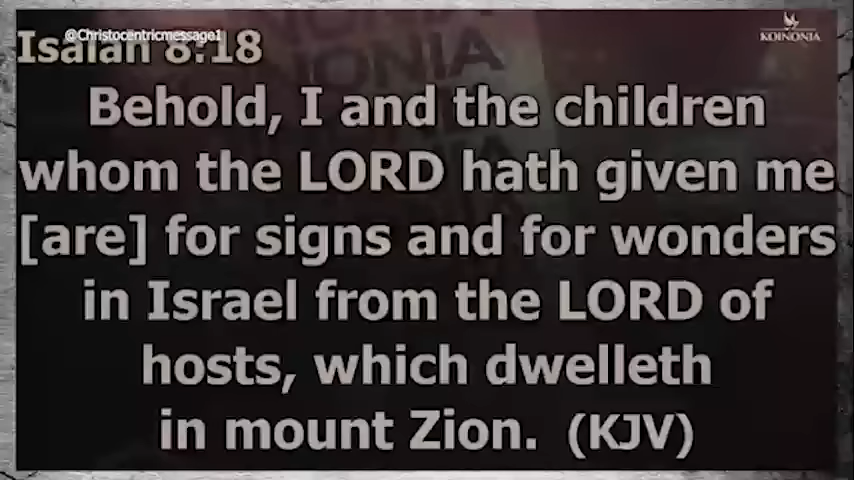 @Christocentricmessage1
KOINONIA
Isaiah 8:18
Behold, I and the children
whom the LORD hath given me
[are] for signs and for wonders
in Israel from the LORD of
hosts, which dwelleth
in mount Zion. (KJV)